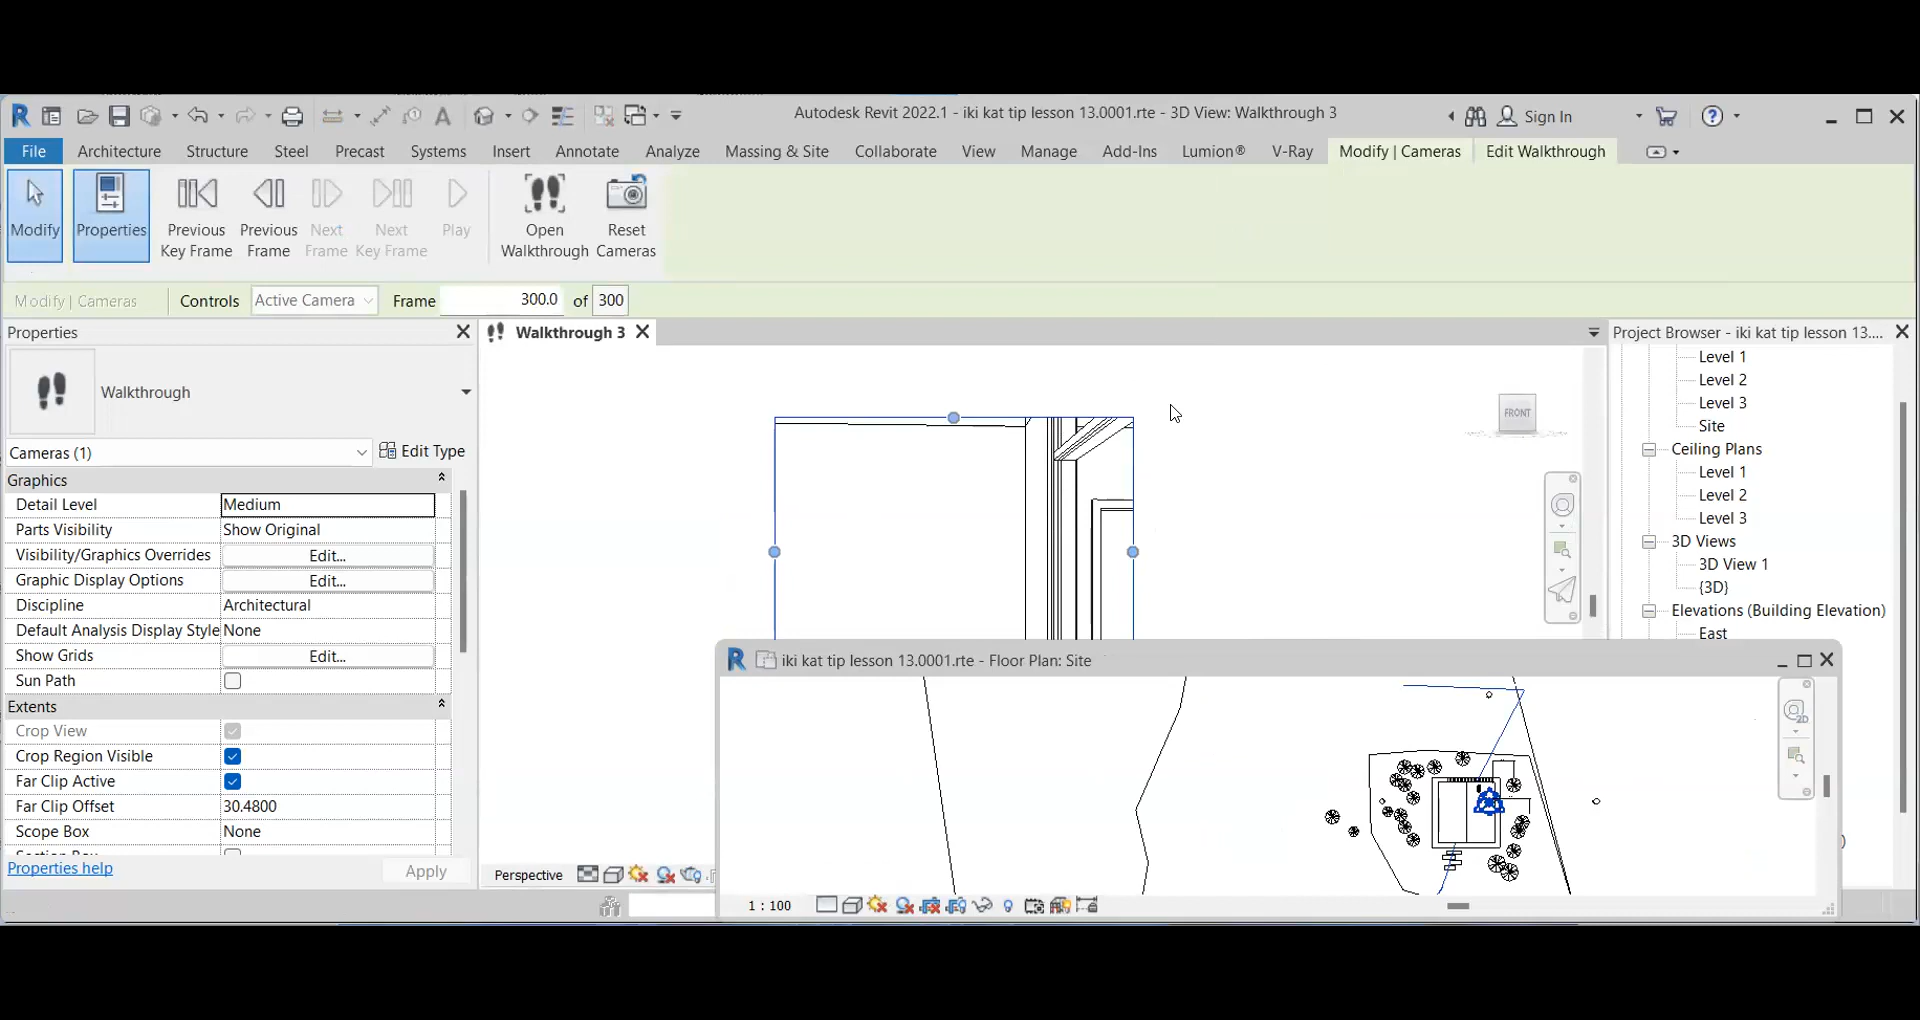 Autodesk Revit 2022.1 - iki kat tip lesson 13.0001.rte - 3D View: Walkthrough 3
Sign In
File Architecture Structure Steel Precast Systems Insert Annotate Analyze Massing & Site Collaborate View Manage Add-Ins Lumion® V-Ray Modify | Cameras Edit Walkthrough
Modify
Properties
Previous
Key Frame
Previous
Frame
Next
Frame
Next
Key Frame
Play
Open
Walkthrough
Reset
Cameras
Modify | Cameras Controls Active Camera Frame 300.0 of 300
Properties
Walkthrough
Cameras (1) Edit Type
Graphics
Detail Level Medium
Parts Visibility Show Original
Visibility/Graphics Overrides Edit...
Graphic Display Options Edit...
Discipline Architectural
Default Analysis Display Style None
Show Grids Edit...
Sun Path
Extents
Crop View
Crop Region Visible
Far Clip Active
Far Clip Offset 30.4800
Scope Box None
Properties help Apply
Walkthrough 3
FRONT
Perspective
Project Browser - iki kat tip lesson 13....
Level 1
Level 2
Level 3
Site
Ceiling Plans
Level 1
Level 2
Level 3
3D Views
3D View 1
{3D}
Elevations (Building Elevation)
East
iki kat tip lesson 13.0001.rte - Floor Plan: Site
2D
1 : 100